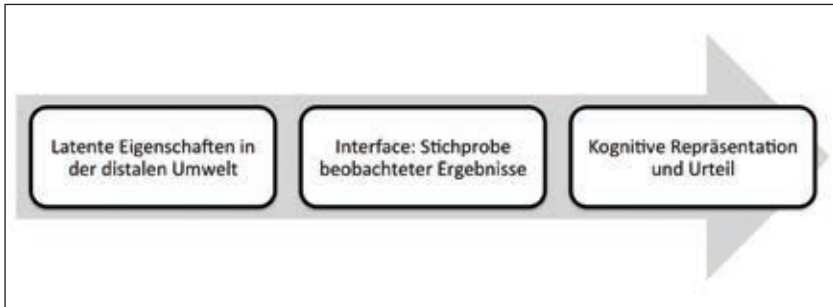 Latente Eigenschaften in
der distalen Umwelt
Interface: Stichprobe
beobachteter Ergebnisse
Kognitive Repräsentation
und Urteil